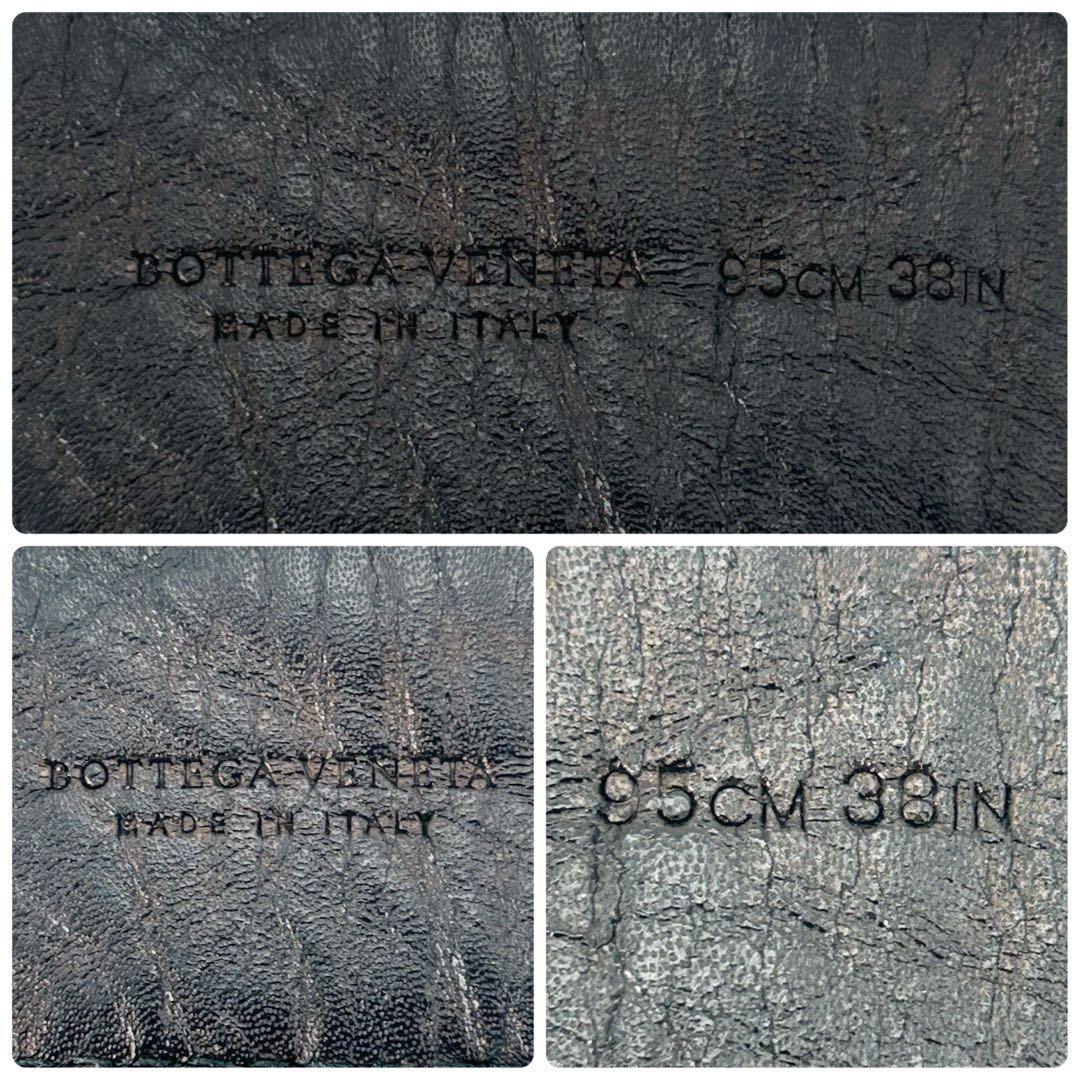 BOTTEGA VENETA 95CM 38IN
MADE IN ITALY
BOTTEGA VENETA
MADE IN ITALY
95CM 38IN